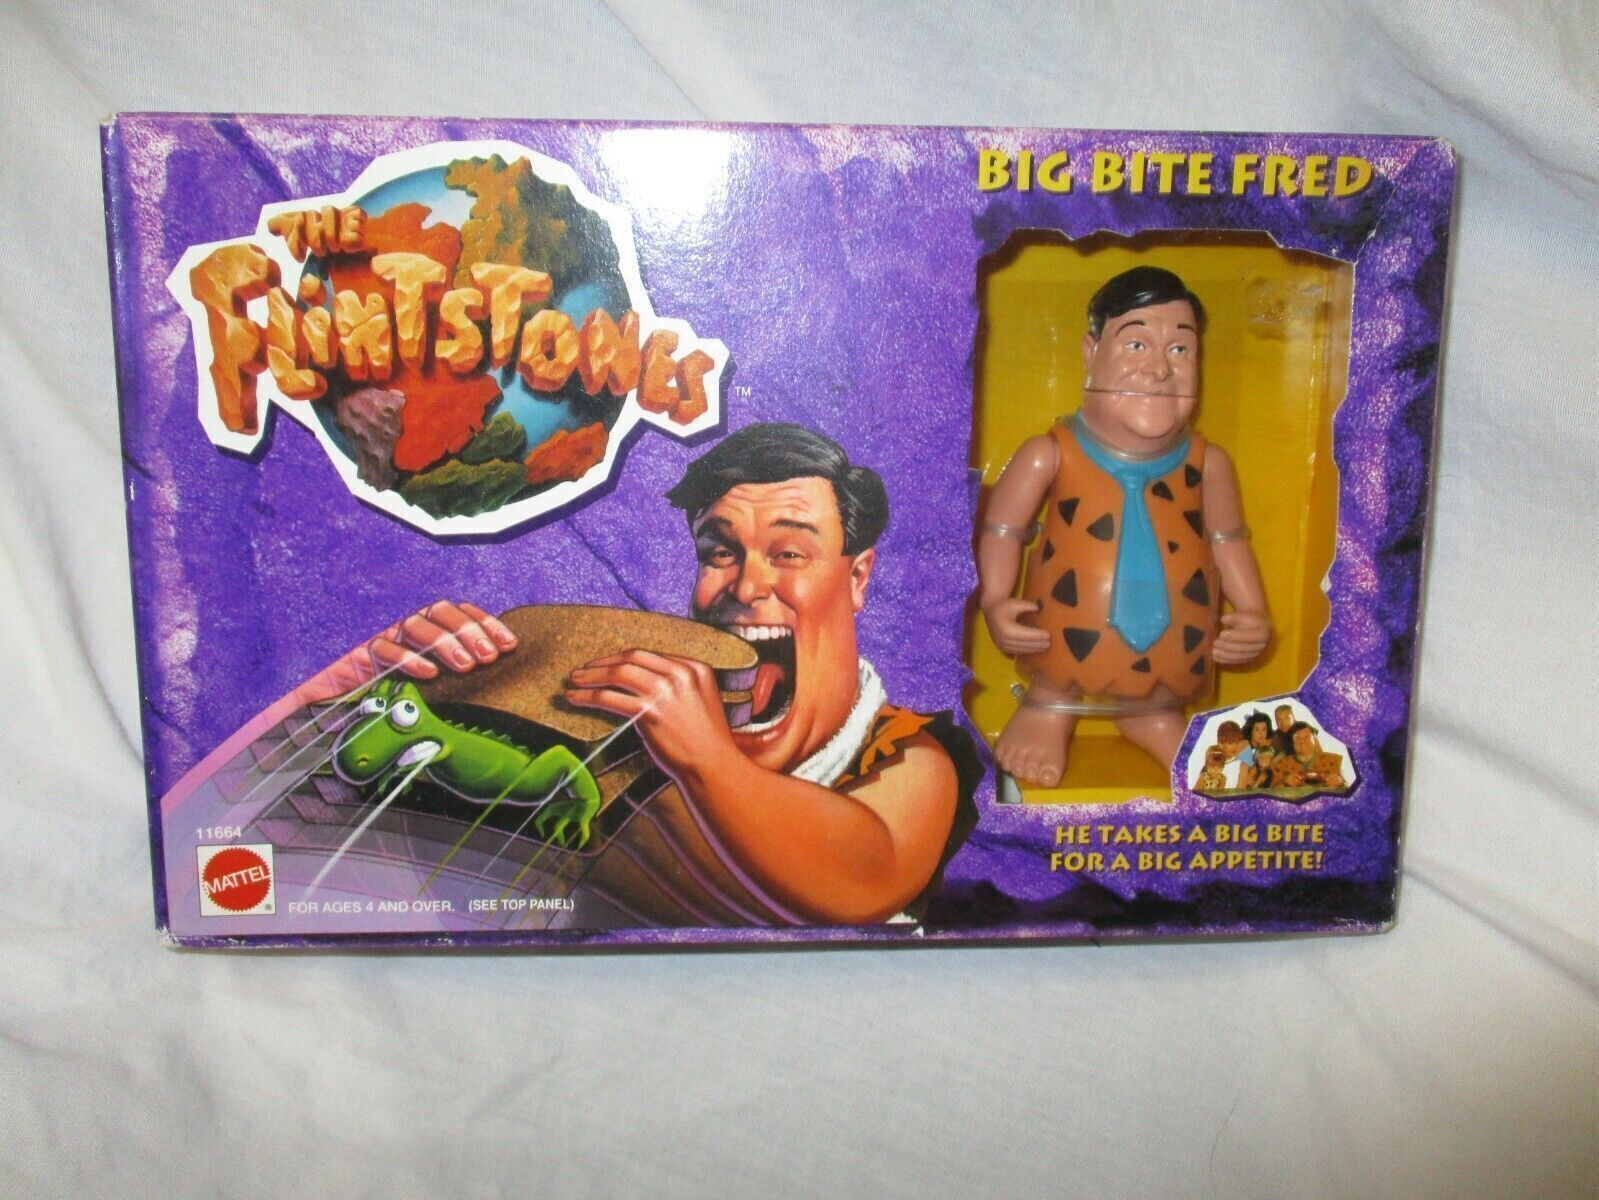 THE
FLINTSTONES
™
BIG BITE FRED™
HE TAKES A BIG BITE
FOR A BIG APPETITE!
11664
MATTEL
®
FOR AGES 4 AND OVER. (SEE TOP PANEL)